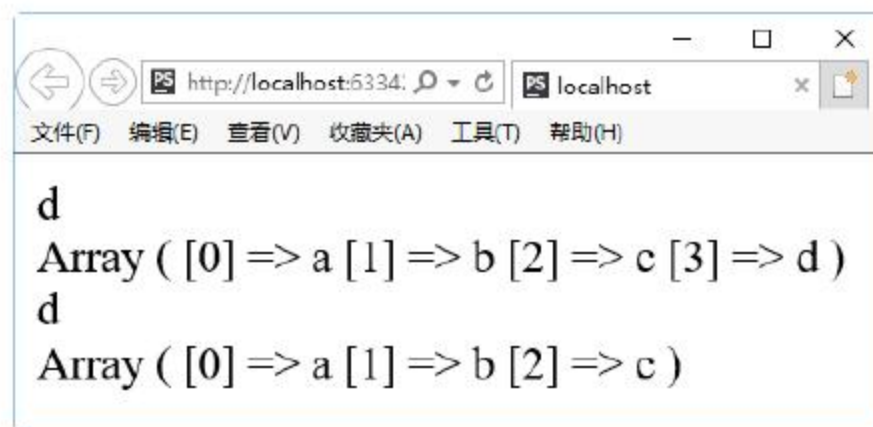 http://localhost:6334
localhost
文件(F) 编辑(E) 查看(V) 收藏夹(A) 工具(T) 帮助(H)
d
Array ( [0] => a [1] => b [2] => c [3] => d )
d
Array ( [0] => a [1] => b [2] => c )